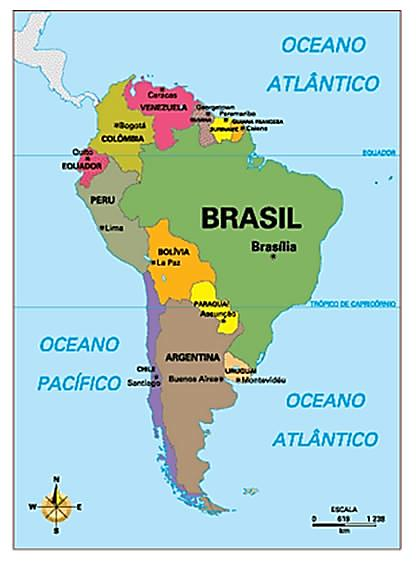 OCEANO
ATLÂNTICO
Caracas
VENEZUELA
Georgetown
Paramaribo
GUIANA FRANCESA
GUIANA
SURINAME
Caiena
Bogotá
COLÔMBIA
Quito
EQUADOR
EQUADOR
PERU
BRASIL
Lima
Brasília
BOLÍVIA
La Paz
PARAGUAI
TRÓPICO DE CAPRICÓRNIO
Assunção
OCEANO
PACÍFICO
ARGENTINA
CHILE
Santiago
URUGUAI
Buenos Aires
Montevidéu
OCEANO
ATLÂNTICO
N
W
E
S
ESCALA
0 619 1 238
km